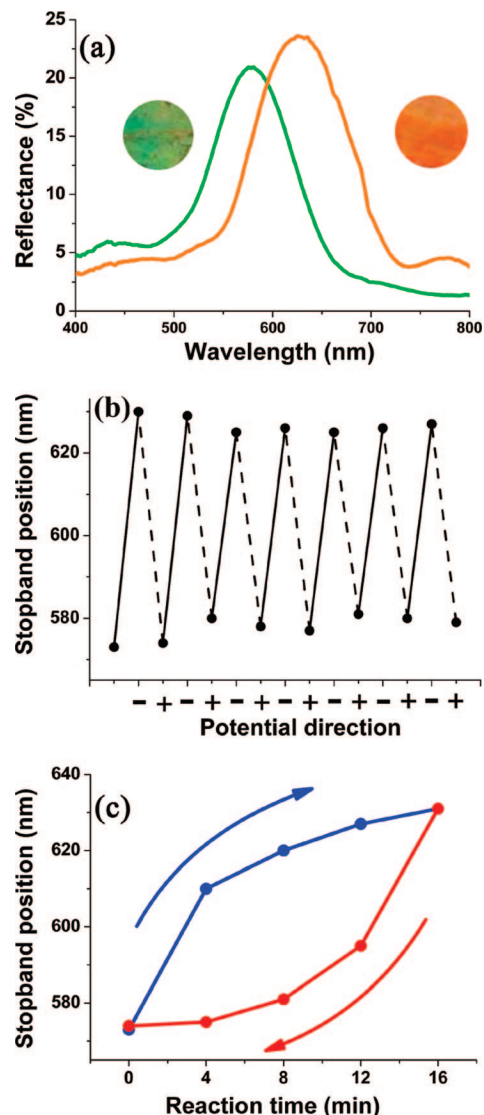 (a)
25
20
15
10
5
0
Reflectance (%)
400 500 600 700 800
Wavelength (nm)
(b)
620
600
580
Stopband position (nm)
- + - + - + - + - + - + - +
Potential direction
(c)
640
620
600
580
Stopband position (nm)
0 4 8 12 16
Reaction time (min)